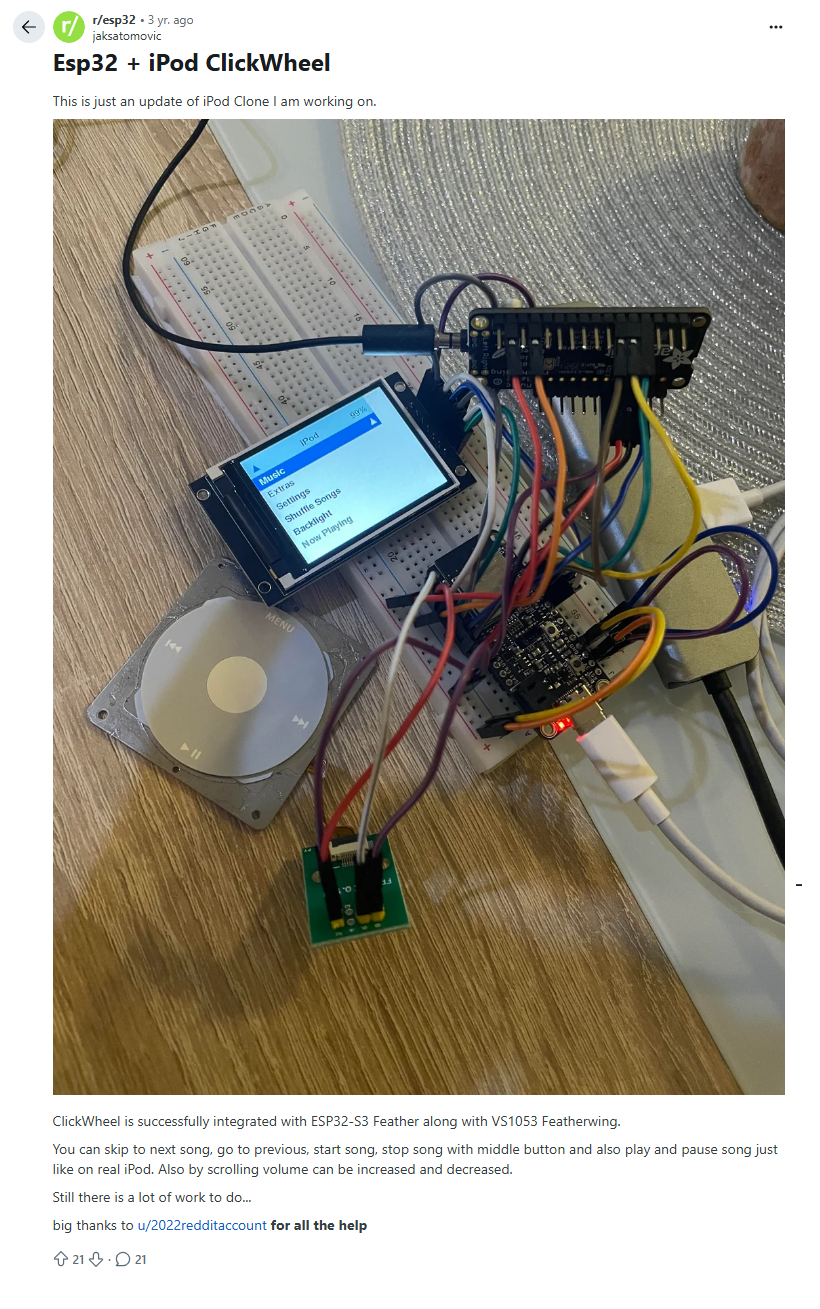 r/esp32 • 3 yr. ago
jaksatomovic
Esp32 + iPod ClickWheel
This is just an update of iPod Clone I am working on.
iPod
99%
Music
Extras
Settings
Shuffle Songs
Backlight
Now Playing
MENU
ClickWheel is successfully integrated with ESP32-S3 Feather along with VS1053 Featherwing.
You can skip to next song, go to previous, start song, stop song with middle button and also play and pause song just
like on real iPod. Also by scrolling volume can be increased and decreased.
Still there is a lot of work to do...
big thanks to u/2022redditaccount for all the help
21 · 21